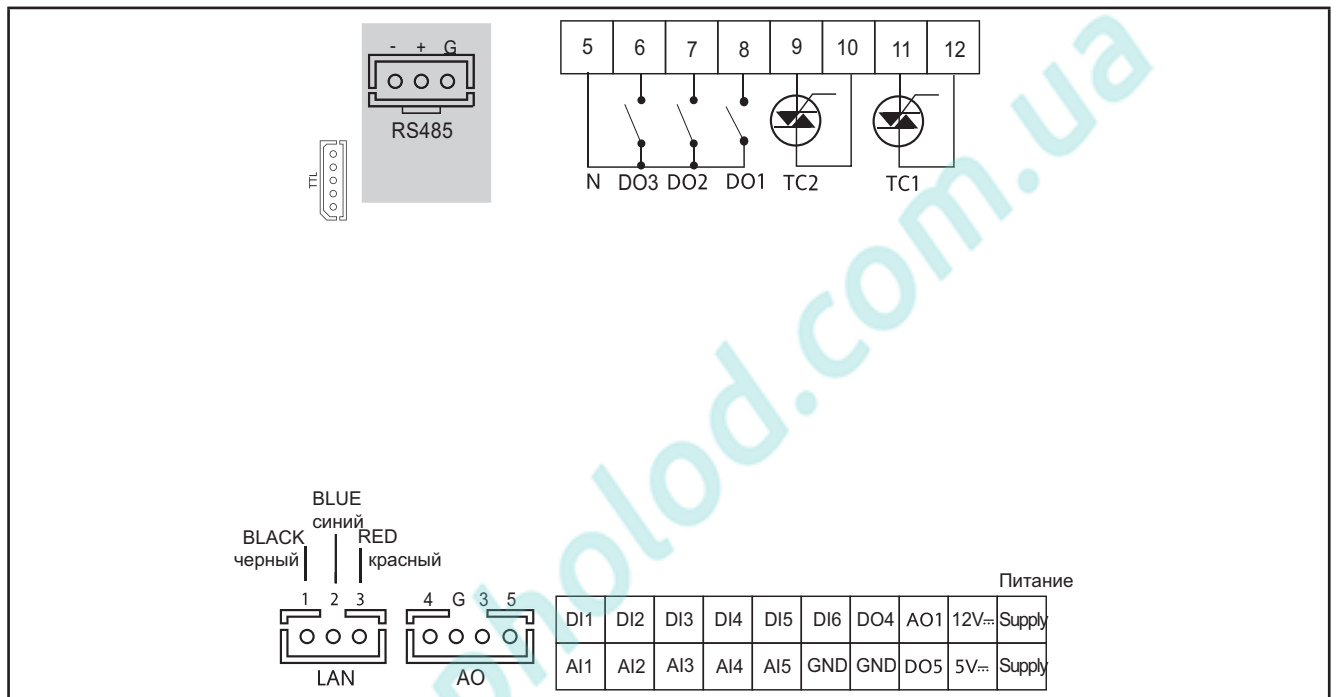 - + G
RS485
TTL
5 6 7 8 9 10 11 12
N DO3 DO2 DO1 TC2 TC1
BLUE
синий
BLACK
черный
RED
красный
1 2 3
LAN
4 G 3 5
AO
Питание
DI1 DI2 DI3 DI4 DI5 DI6 DO4 AO1 12V⎓ Supply
AI1 AI2 AI3 AI4 AI5 GND GND DO5 5V⎓ Supply
pholod.com.ua